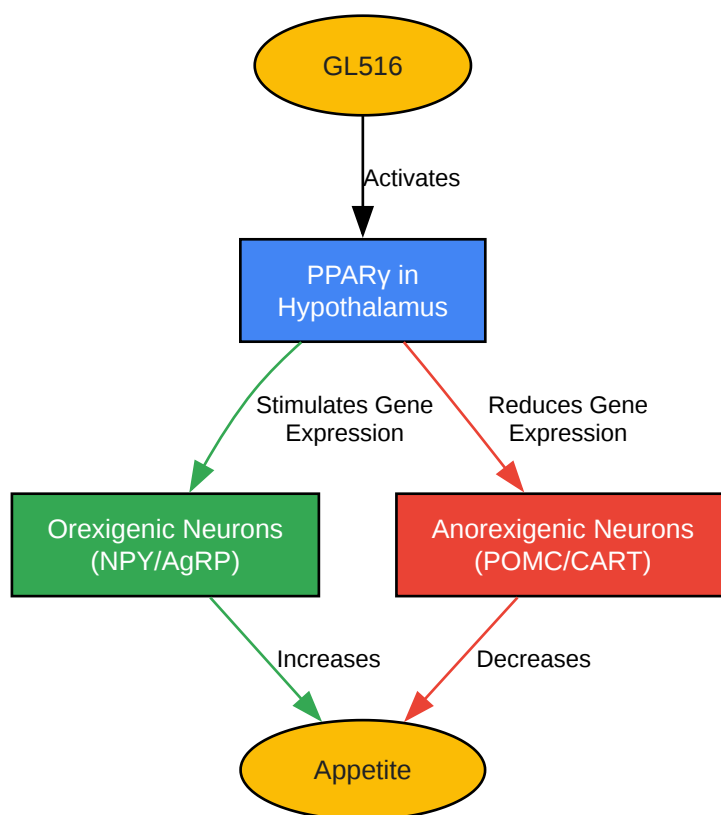 GL516
Activates
PPARγ in
Hypothalamus
Stimulates Gene
Expression
Reduces Gene
Expression
Orexigenic Neurons
(NPY/AgRP)
Anorexigenic Neurons
(POMC/CART)
Increases
Decreases
Appetite